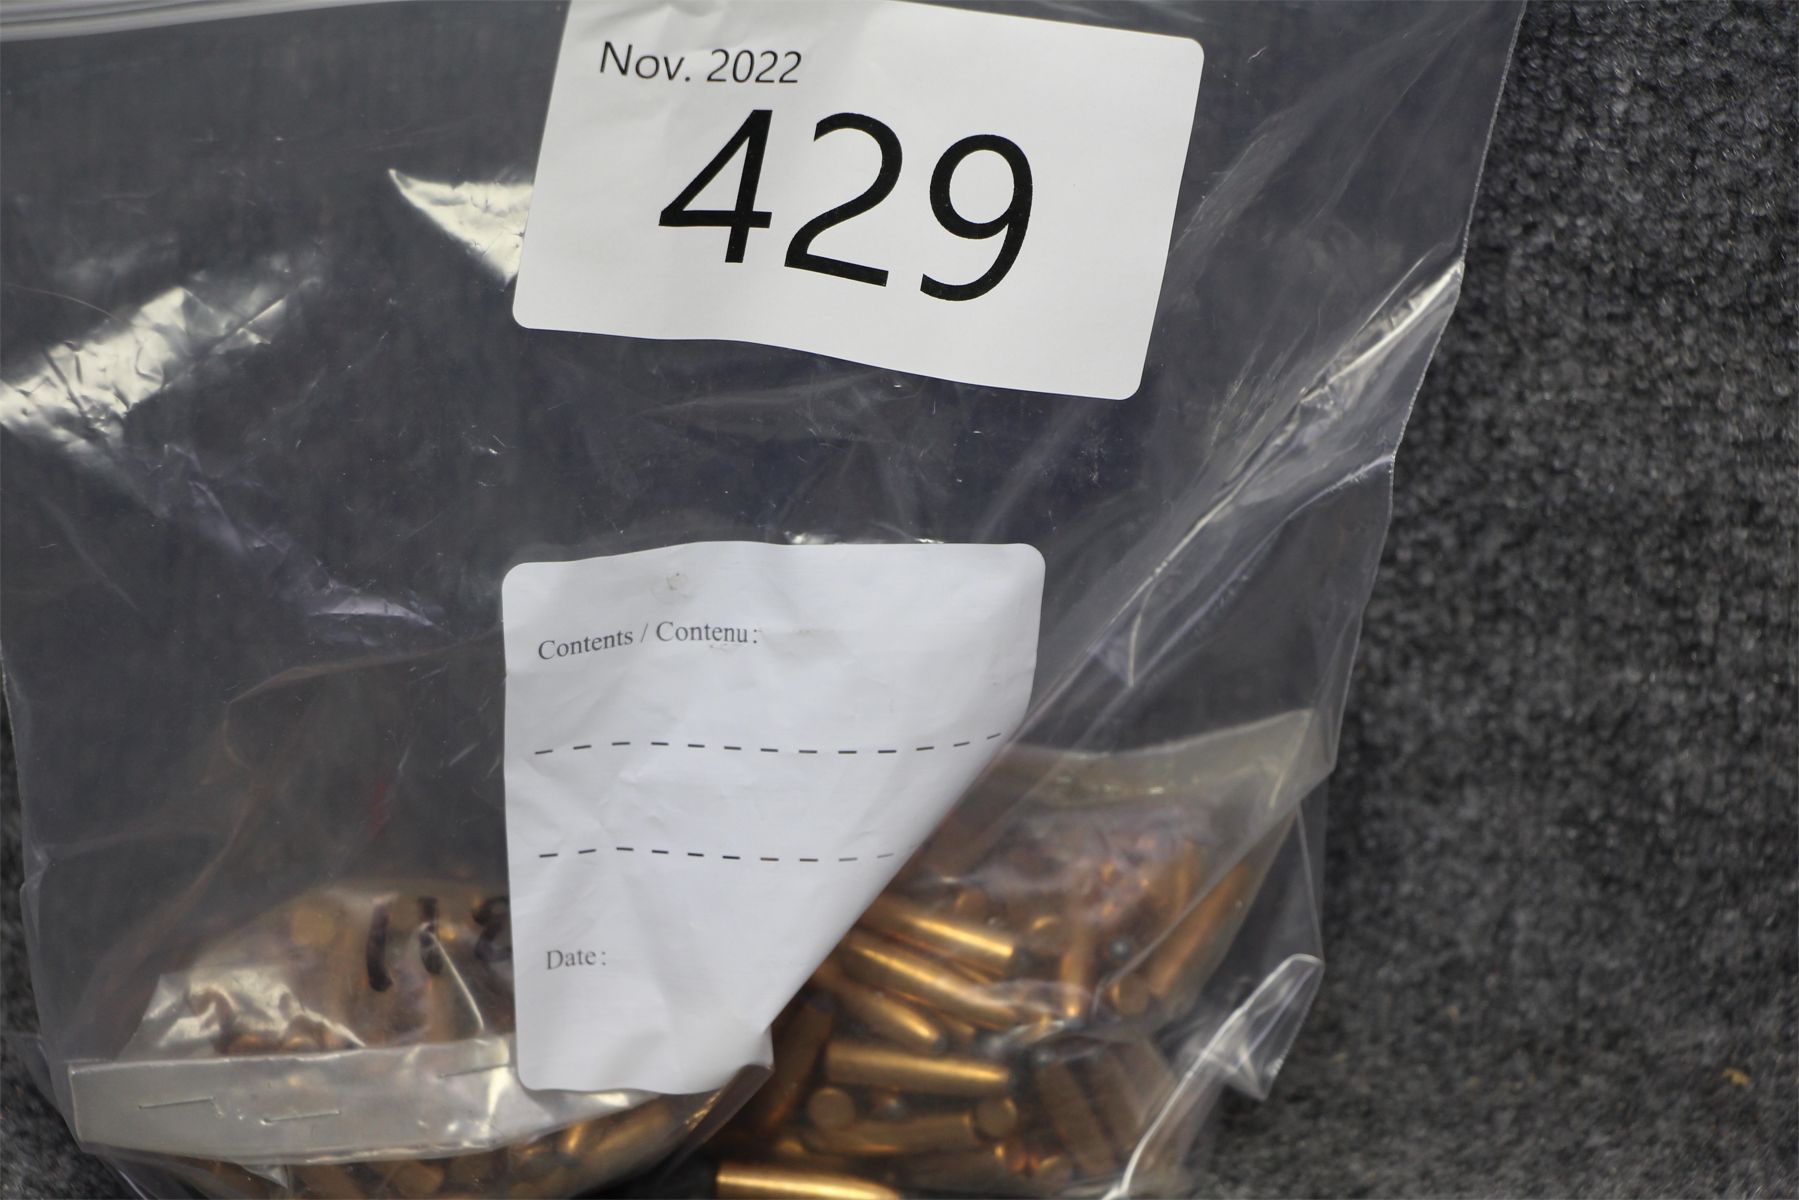 Nov. 2022
429
Contents / Contenu:
Date: